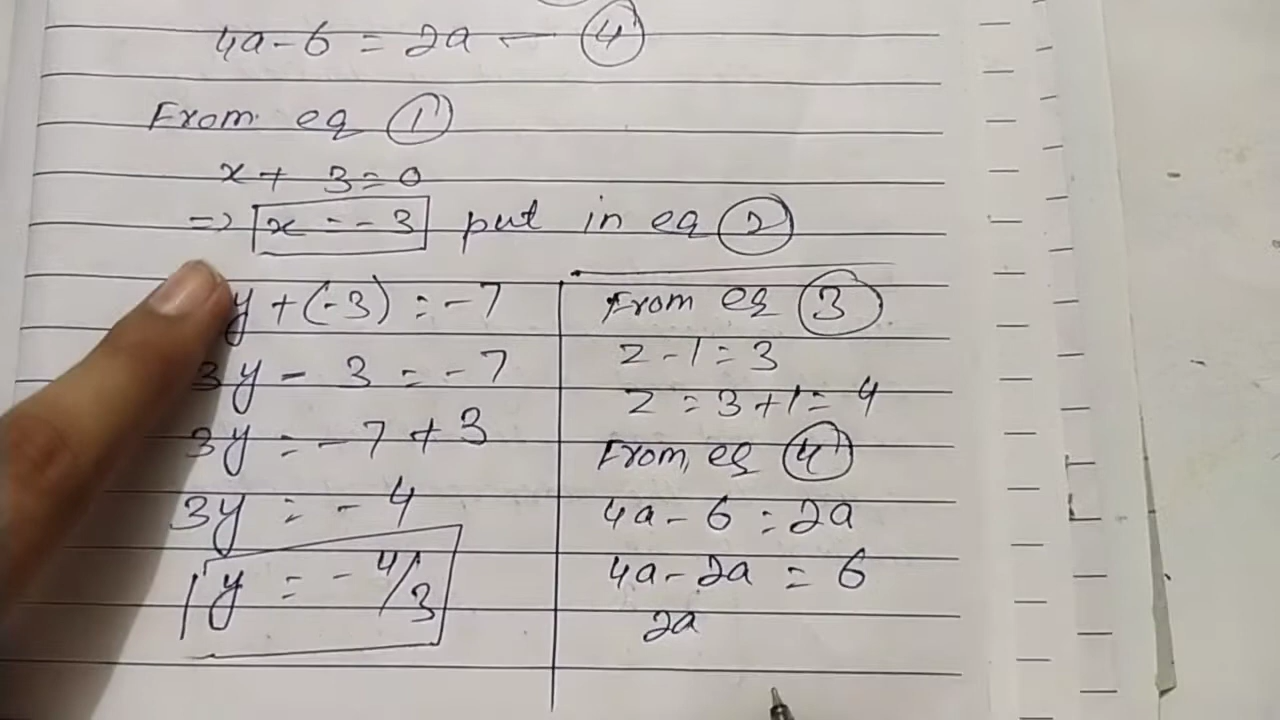 4a - 6 = 2a — 4
From eq 1
x + 3 = 0
=> x = - 3 put in eq 2
y + (-3) = - 7
3y - 3 = - 7
3y = - 7 + 3
3y = - 4
y = - 4/3
From eq 3
z - 1 = 3
z = 3 + 1 = 4
From eq 4
4a - 6 = 2a
4a - 2a = 6
2a